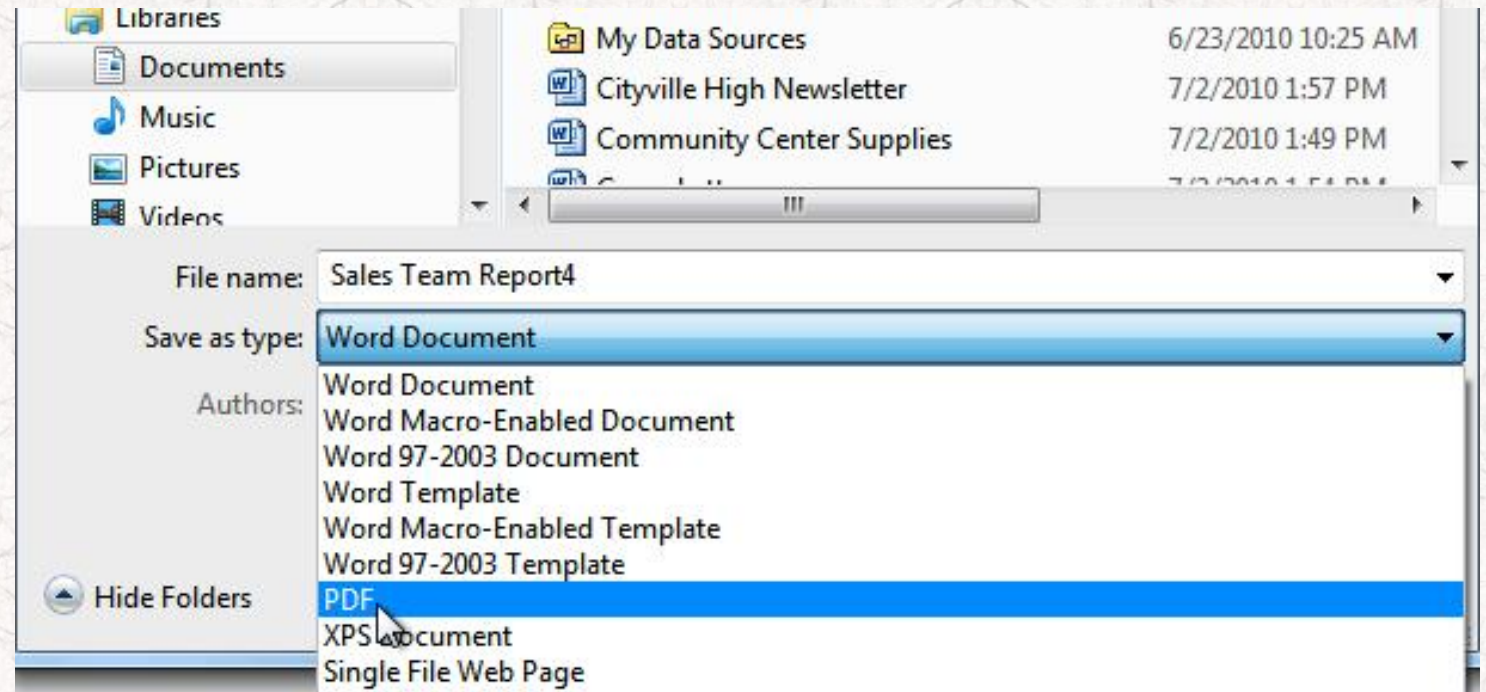 Libraries
Documents
Music
Pictures
Videos
My Data Sources 6/23/2010 10:25 AM
Cityville High Newsletter 7/2/2010 1:57 PM
Community Center Supplies 7/2/2010 1:49 PM
File name: Sales Team Report4
Save as type: Word Document
Authors:
Word Document
Word Macro-Enabled Document
Word 97-2003 Document
Word Template
Word Macro-Enabled Template
Word 97-2003 Template
PDF
XPS Document
Single File Web Page
Hide Folders